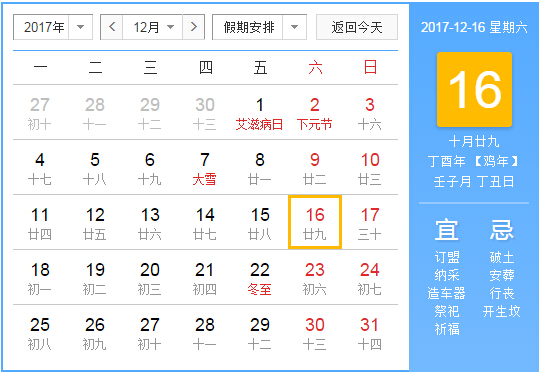 2017年 < 12月 > 假期安排 返回今天
一 二 三 四 五 六 日
27 28 29 30 1 2 3
初十 十一 十二 十三 艾滋病日 下元节 十六
4 5 6 7 8 9 10
十七 十八 十九 大雪 廿一 廿二 廿三
11 12 13 14 15 16 17
廿四 廿五 廿六 廿七 廿八 廿九 三十
18 19 20 21 22 23 24
初一 初二 初三 初四 冬至 初六 初七
25 26 27 28 29 30 31
初八 初九 初十 十一 十二 十三 十四
2017-12-16 星期六
16
十月廿九
丁酉年 【鸡年】
壬子月 丁丑日
宜 忌
订盟 破土
纳采 安葬
造车器 行丧
祭祀 开生坟
祈福